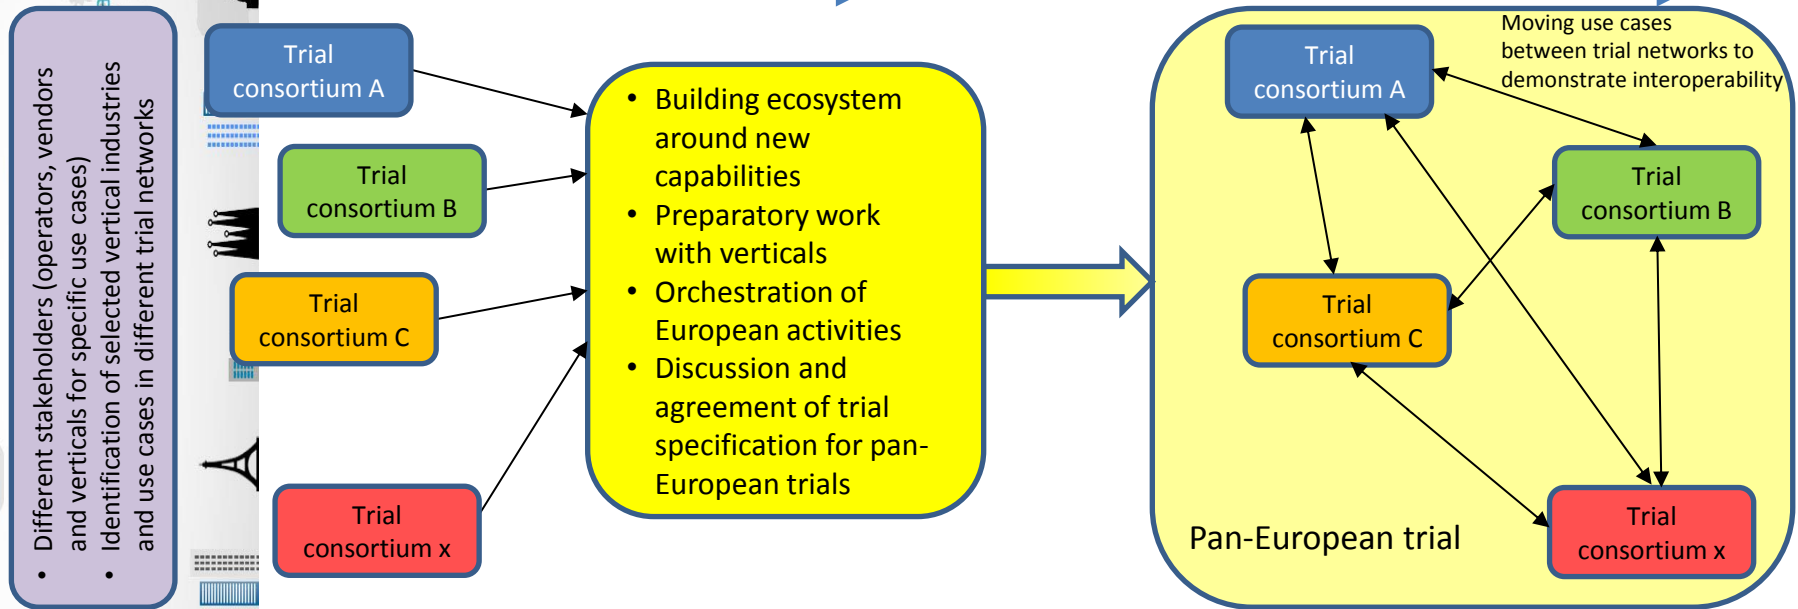 • Different stakeholders (operators, vendors
and verticals for specific use cases)
• Identification of selected vertical industries
and use cases in different trial networks
Trial
consortium A
Trial
consortium B
Trial
consortium C
Trial
consortium x
• Building ecosystem
around new
capabilities
• Preparatory work
with verticals
• Orchestration of
European activities
• Discussion and
agreement of trial
specification for pan-
European trials
Moving use cases
between trial networks to
demonstrate interoperability
Trial
consortium A
Trial
consortium B
Trial
consortium C
Trial
consortium x
Pan-European trial